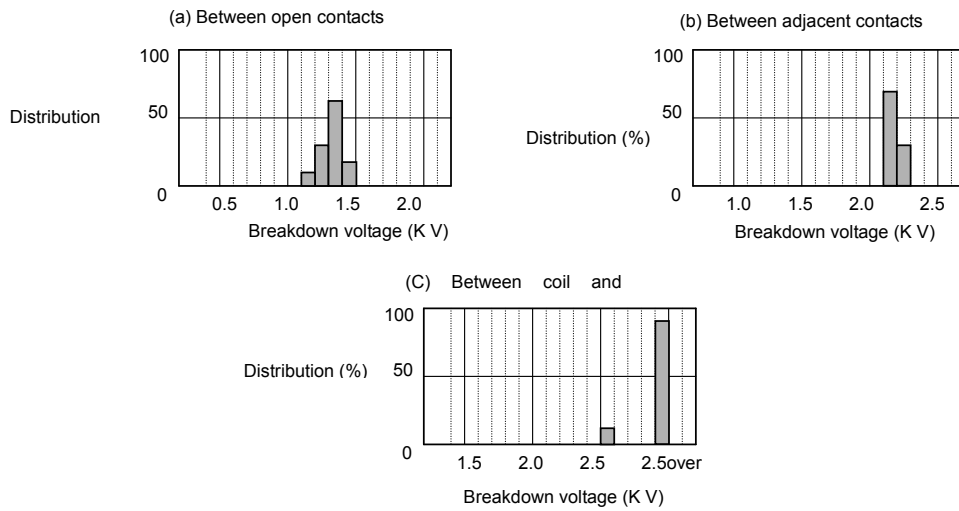 (a) Between open contacts
100
50
0
Distribution
0.5 1.0 1.5 2.0
Breakdown voltage (K V)
(b) Between adjacent contacts
100
50
0
Distribution (%)
1.0 1.5 2.0 2.5
Breakdown voltage (K V)
(C) Between coil and
100
50
0
Distribution (%)
1.5 2.0 2.5 2.5over
Breakdown voltage (K V)